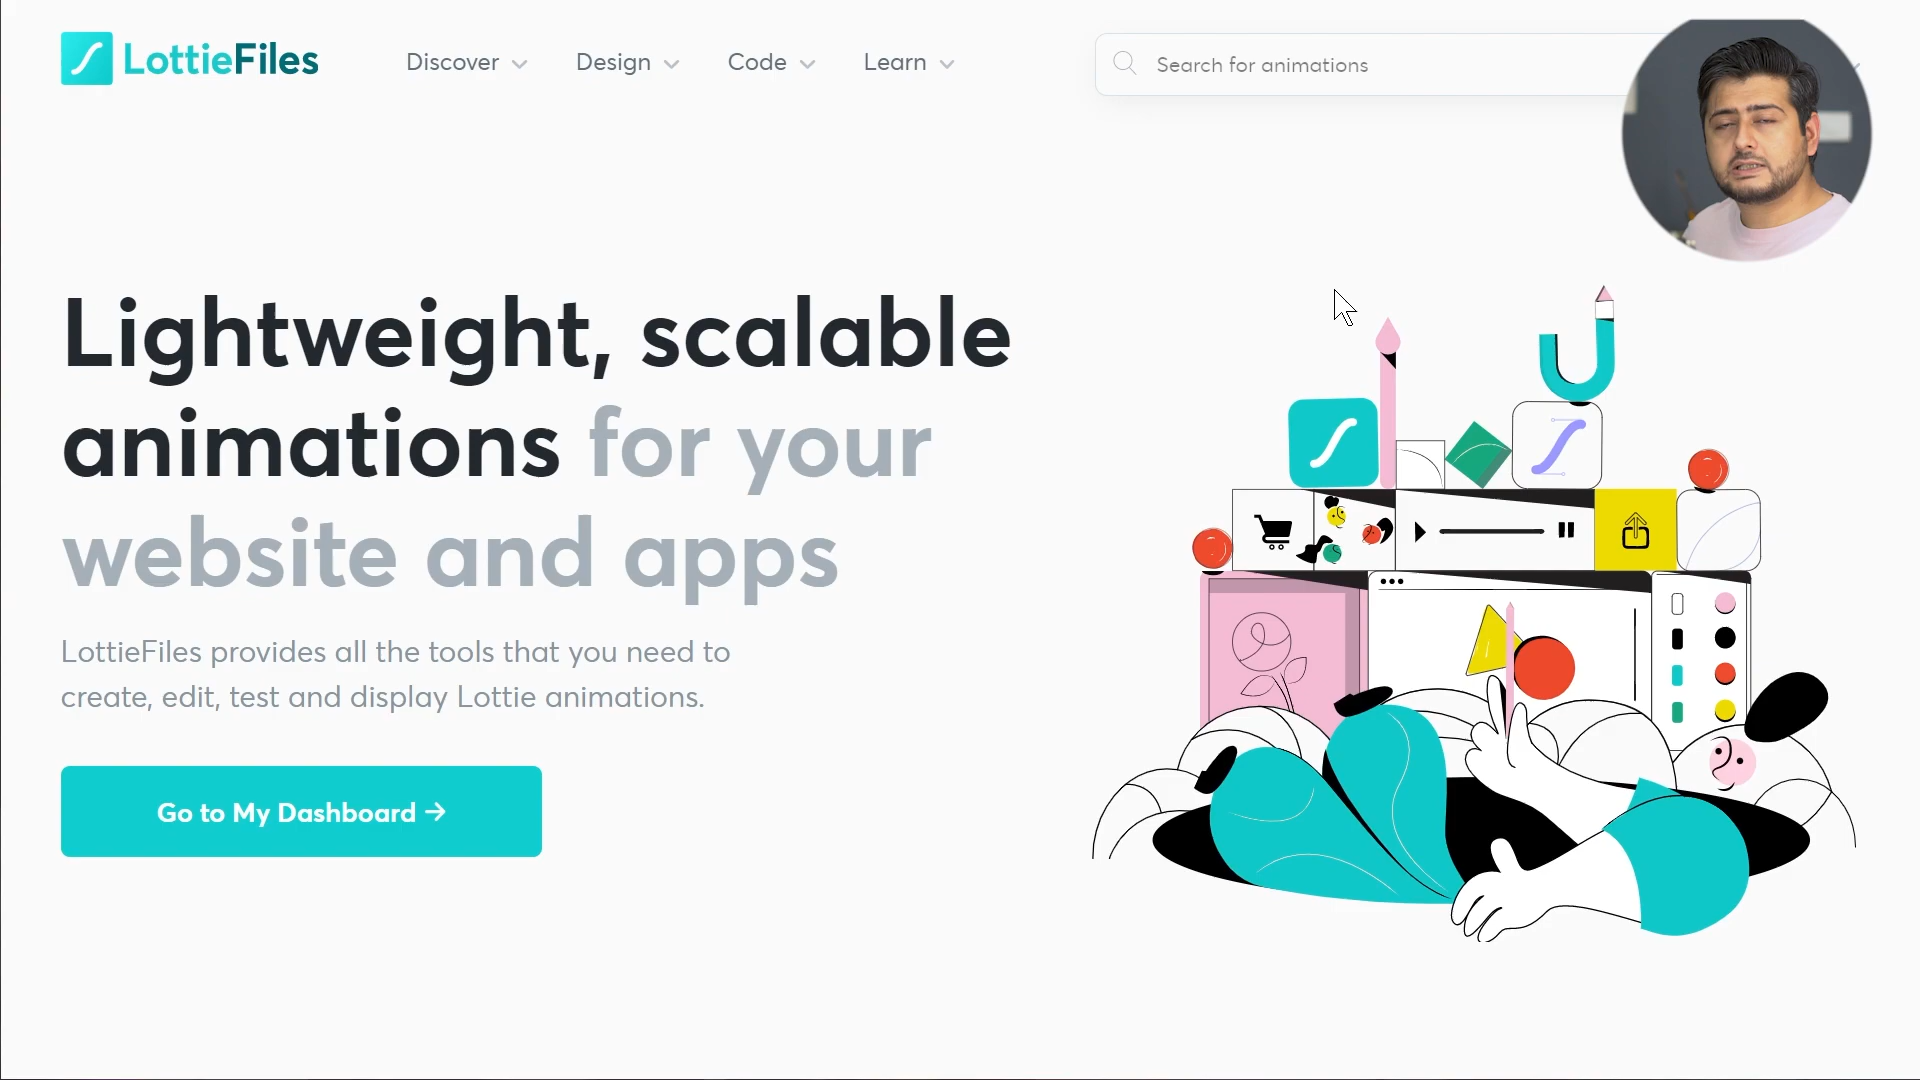 LottieFiles
Discover
Design
Code
Learn
Search for animations
Lightweight, scalable
animations for your
website and apps
LottieFiles provides all the tools that you need to
create, edit, test and display Lottie animations.
Go to My Dashboard →